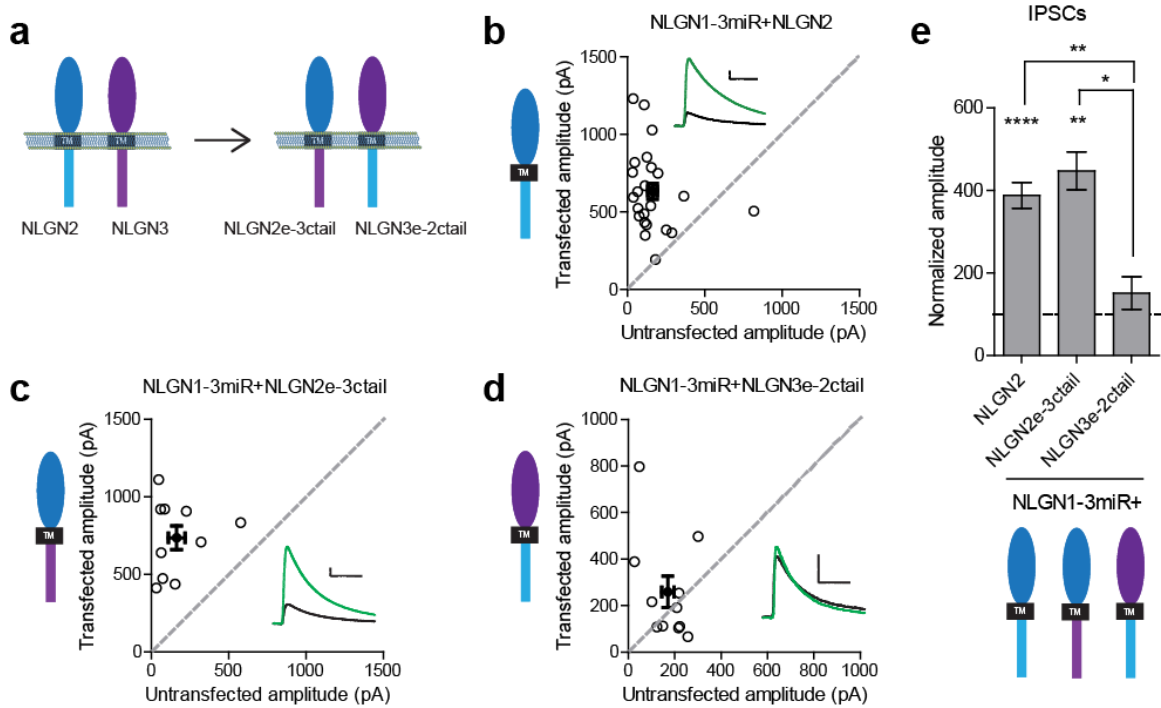 a
TM
TM
TM
TM
NLGN2
NLGN3
NLGN2e-3ctail
NLGN3e-2ctail
b
NLGN1-3miR+NLGN2
TM
Transfected amplitude (pA)
1500
1000
500
0
0
500
1000
1500
Untransfected amplitude (pA)
c
NLGN1-3miR+NLGN2e-3ctail
TM
Transfected amplitude (pA)
1500
1000
500
0
0
500
1000
1500
Untransfected amplitude (pA)
d
NLGN1-3miR+NLGN3e-2ctail
TM
Transfected amplitude (pA)
1000
800
600
400
200
0
0
200
400
600
800
1000
Untransfected amplitude (pA)
e
IPSCs
**
*
****
**
Normalized amplitude
600
400
200
0
NLGN2
NLGN2e-3ctail
NLGN3e-2ctail
NLGN1-3miR+
TM
TM
TM